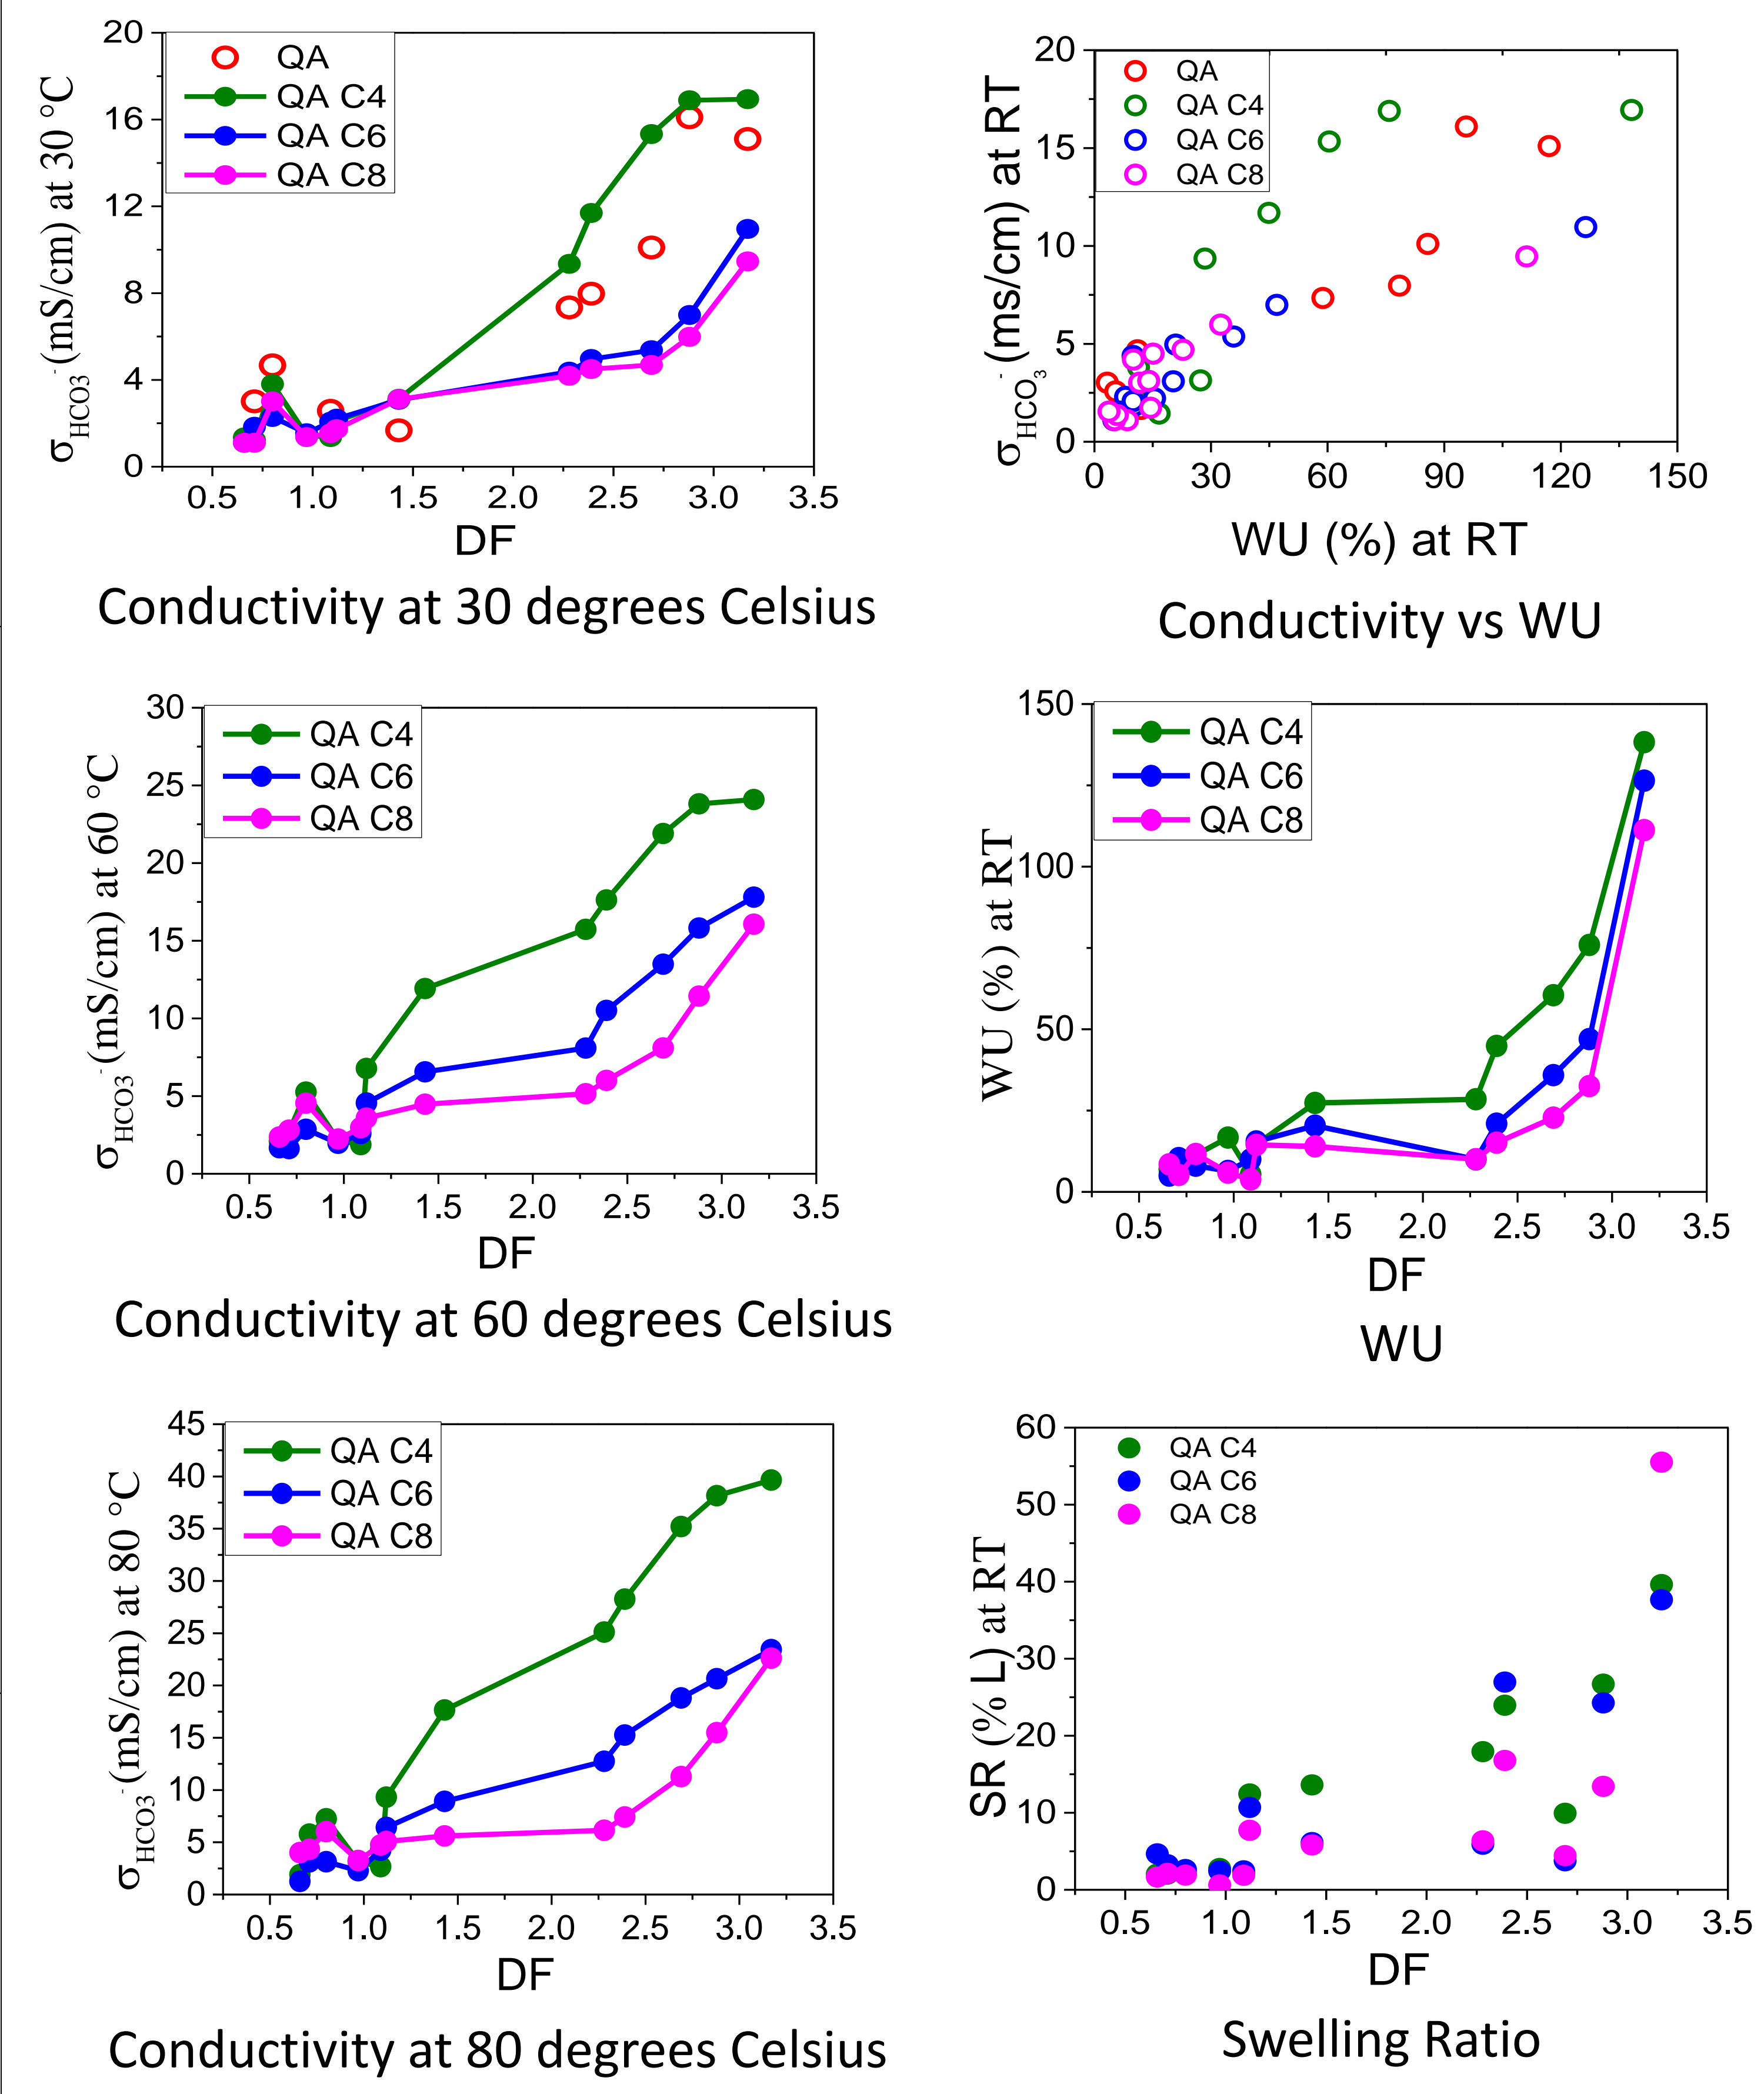 20
16
12
8
4
0
QA
QA C4
QA C6
QA C8
σHCO3-(mS/cm) at 30 °C
0.5 1.0 1.5 2.0 2.5 3.0 3.5
DF
Conductivity at 30 degrees Celsius
20
15
10
5
0
QA
QA C4
QA C6
QA C8
σHCO3-(ms/cm) at RT
0 30 60 90 120 150
WU (%) at RT
Conductivity vs WU
30
25
20
15
10
5
0
QA C4
QA C6
QA C8
σHCO3-(mS/cm) at 60 °C
0.5 1.0 1.5 2.0 2.5 3.0 3.5
DF
Conductivity at 60 degrees Celsius
150
100
50
0
QA C4
QA C6
QA C8
WU (%) at RT
0.5 1.0 1.5 2.0 2.5 3.0 3.5
DF
WU
45
40
35
30
25
20
15
10
5
0
QA C4
QA C6
QA C8
σHCO3-(mS/cm) at 80 °C
0.5 1.0 1.5 2.0 2.5 3.0 3.5
DF
Conductivity at 80 degrees Celsius
60
50
40
30
20
10
0
QA C4
QA C6
QA C8
SR (% L) at RT
0.5 1.0 1.5 2.0 2.5 3.0 3.5
DF
Swelling Ratio